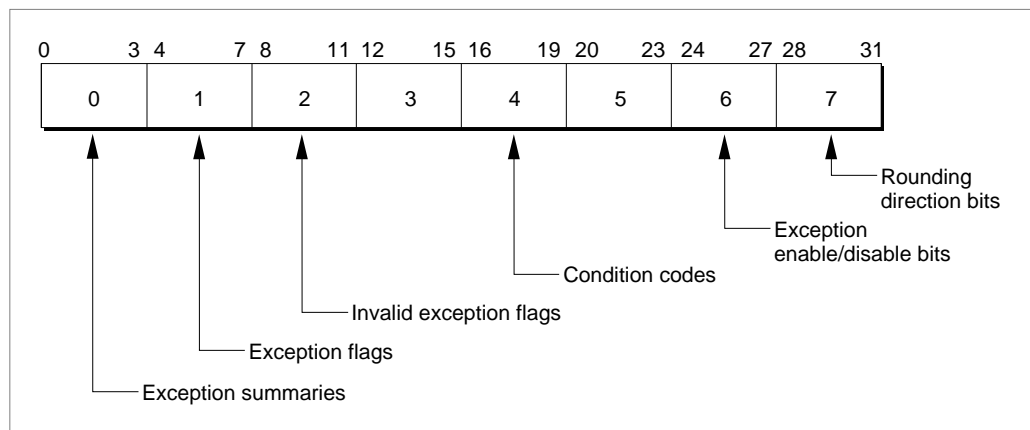 0 3 4 7 8 11 12 15 16 19 20 23 24 27 28 31
0 1 2 3 4 5 6 7
Rounding
direction bits
Exception
enable/disable bits
Condition codes
Invalid exception flags
Exception flags
Exception summaries